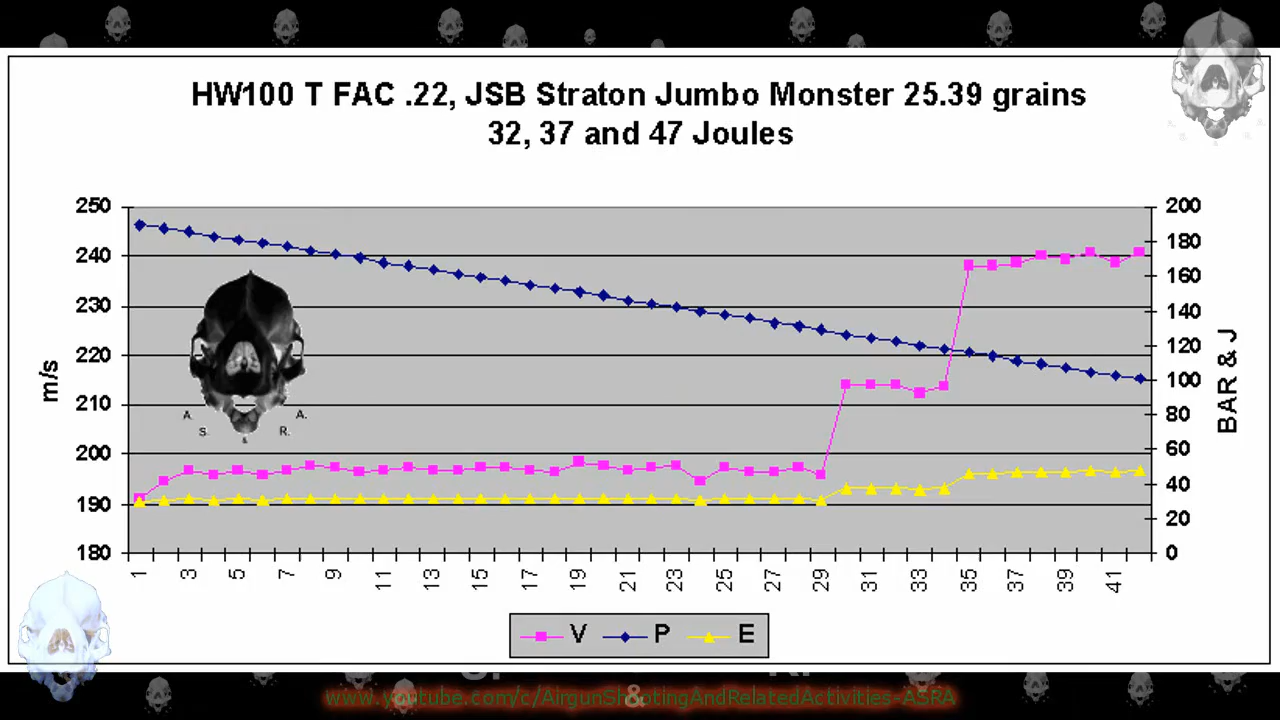 HW100 T FAC .22, JSB Straton Jumbo Monster 25.39 grains
32, 37 and 47 Joules
250
240
230
220
210
200
190
180
m/s
200
180
160
140
120
100
80
60
40
20
0
BAR & J
A. A.
S. R.
&
1 3 5 7 9 11 13 15 17 19 21 23 25 27 29 31 33 35 37 39 41
V P E
www.youtube.com/c/AirgunShootingAndRelatedActivities-ASRA